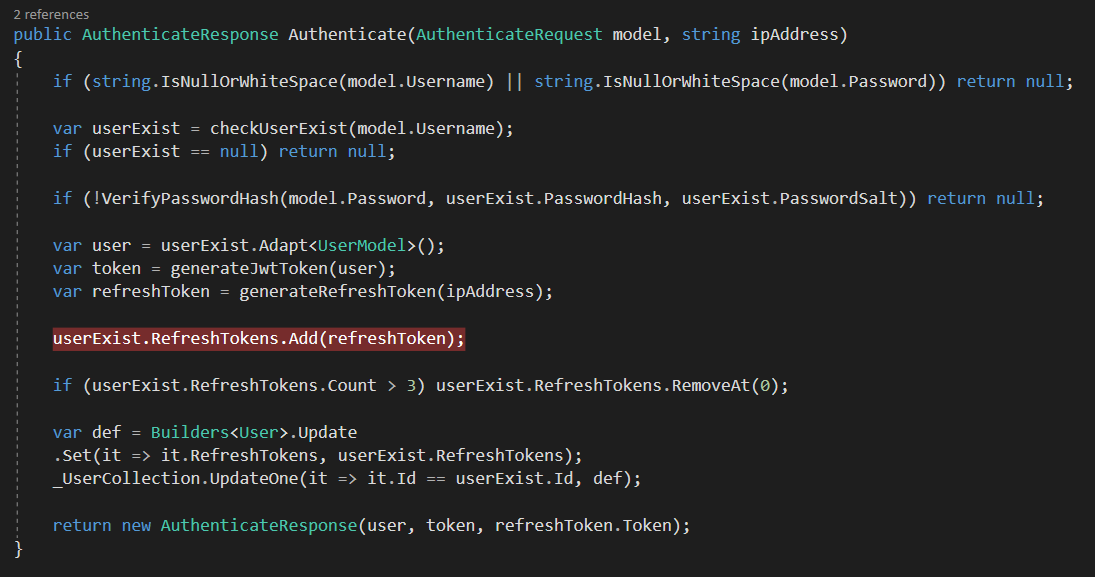 2 references
public AuthenticateResponse Authenticate(AuthenticateRequest model, string ipAddress)
{
if (string.IsNullOrWhiteSpace(model.Username) || string.IsNullOrWhiteSpace(model.Password)) return null;
var userExist = checkUserExist(model.Username);
if (userExist == null) return null;
if (!VerifyPasswordHash(model.Password, userExist.PasswordHash, userExist.PasswordSalt)) return null;
var user = userExist.Adapt<UserModel>();
var token = generateJwtToken(user);
var refreshToken = generateRefreshToken(ipAddress);
userExist.RefreshTokens.Add(refreshToken);
if (userExist.RefreshTokens.Count > 3) userExist.RefreshTokens.RemoveAt(0);
var def = Builders<User>.Update
.Set(it => it.RefreshTokens, userExist.RefreshTokens);
_UserCollection.UpdateOne(it => it.Id == userExist.Id, def);
return new AuthenticateResponse(user, token, refreshToken.Token);
}